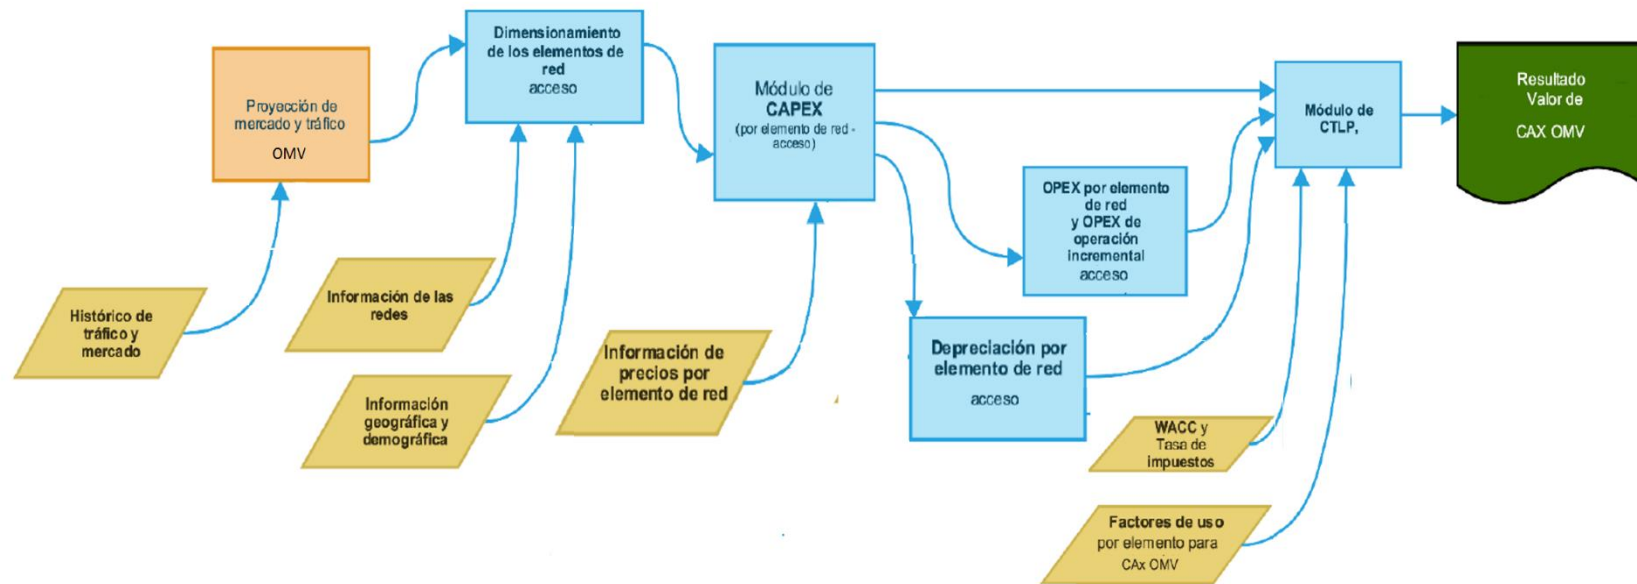 Proyección de
mercado y tráfico
OMV
Dimensionamiento
de los elementos de
red
acceso
Módulo de
CAPEX
(por elemento de red -
acceso)
OPEX por elemento
de red
y OPEX de
operación
incremental
acceso
Depreciación por
elemento de red
acceso
Módulo de
CTLP,
Resultado
Valor de
CAX OMV
Histórico de
tráfico y
mercado
Información de las
redes
Información
geográfica y
demográfica
Información de
precios por
elemento de red
WACC y
Tasa de
impuestos
Factores de uso
por elemento para
CAx OMV